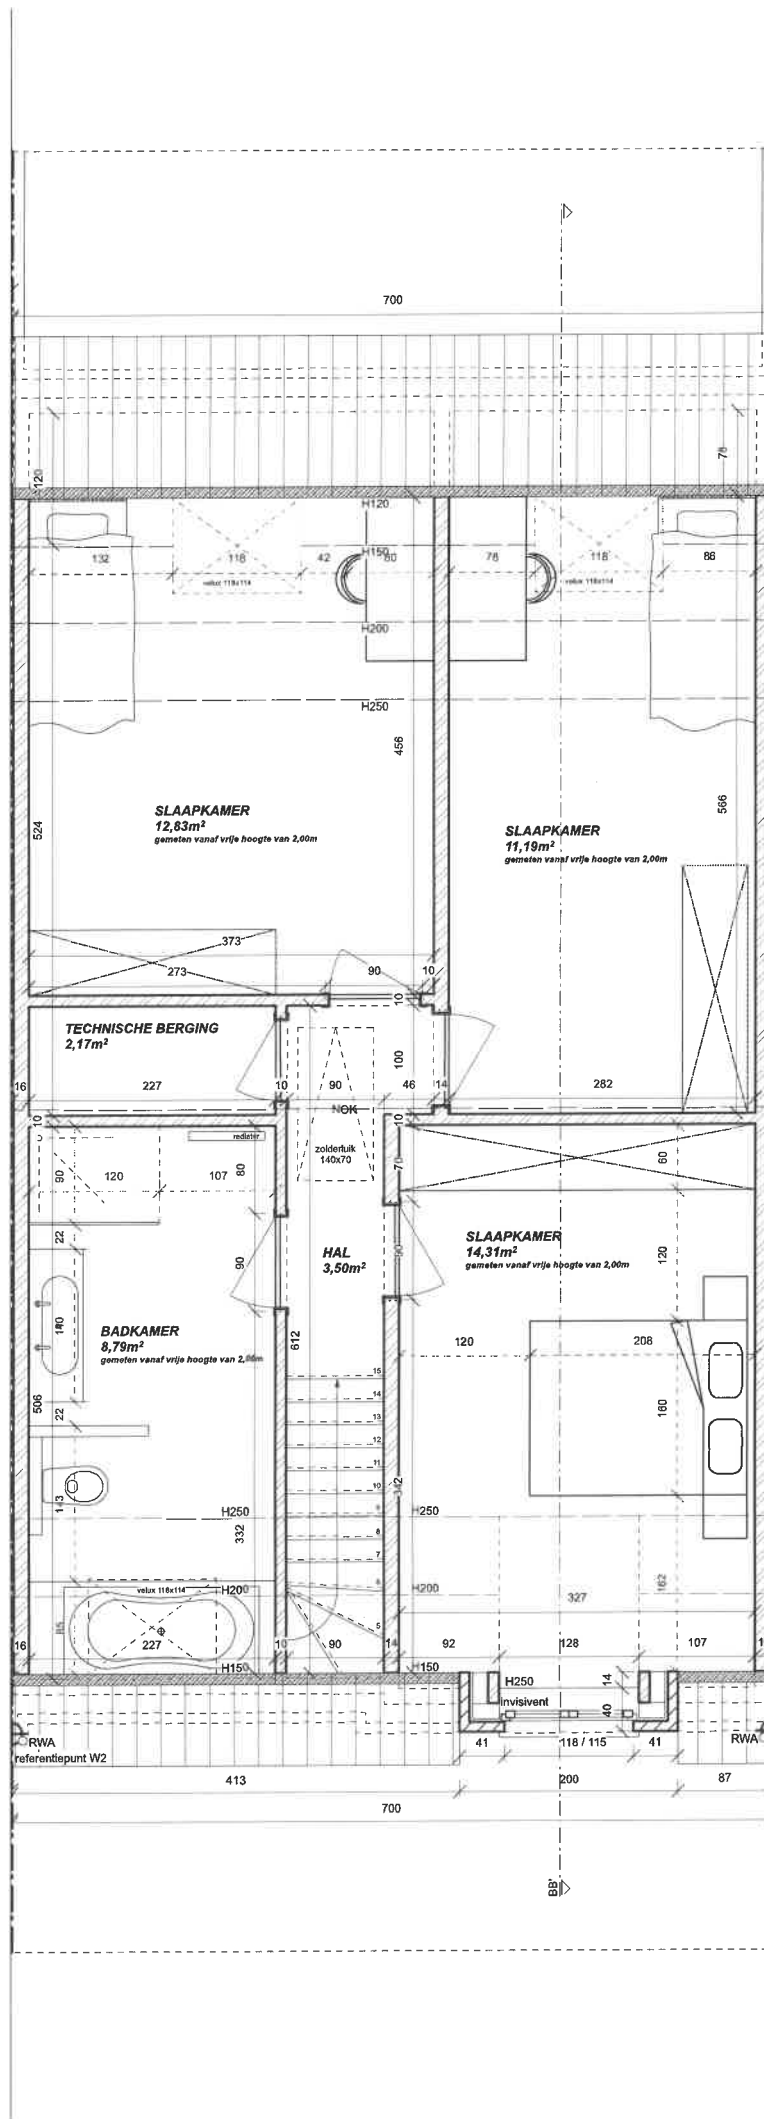 700
120
78
H120
132
118
42
H150
80
78
118
86
velux 118x114
velux 118x114
H200
H250
456
524
566
SLAAPKAMER
12,83m²
gemeten vanaf vrije hoogte van 2,00m
SLAAPKAMER
11,19m²
gemeten vanaf vrije hoogte van 2,00m
373
273
90
10
10
TECHNISCHE BERGING
2,17m²
100
16
227
10
90
46
14
282
NOK
10
10
radiator
zolderluik
140x70
90
120
107
80
70
60
22
HAL
3,50m²
90
90
SLAAPKAMER
14,31m²
gemeten vanaf vrije hoogte van 2,00m
120
140
BADKAMER
8,79m²
gemeten vanaf vrije hoogte van 2,00m
612
120
208
506
22
160
15
14
13
12
11
10
9
8
7
6
5
143
342
H250
H250
332
velux 118x114
H200
H200
162
327
85
16
227
10
90
14
92
128
107
H150
H150
H250
14
Invisivent
40
RWA
referentiepunt W2
41
118 / 115
41
RWA
413
200
87
700
BB'